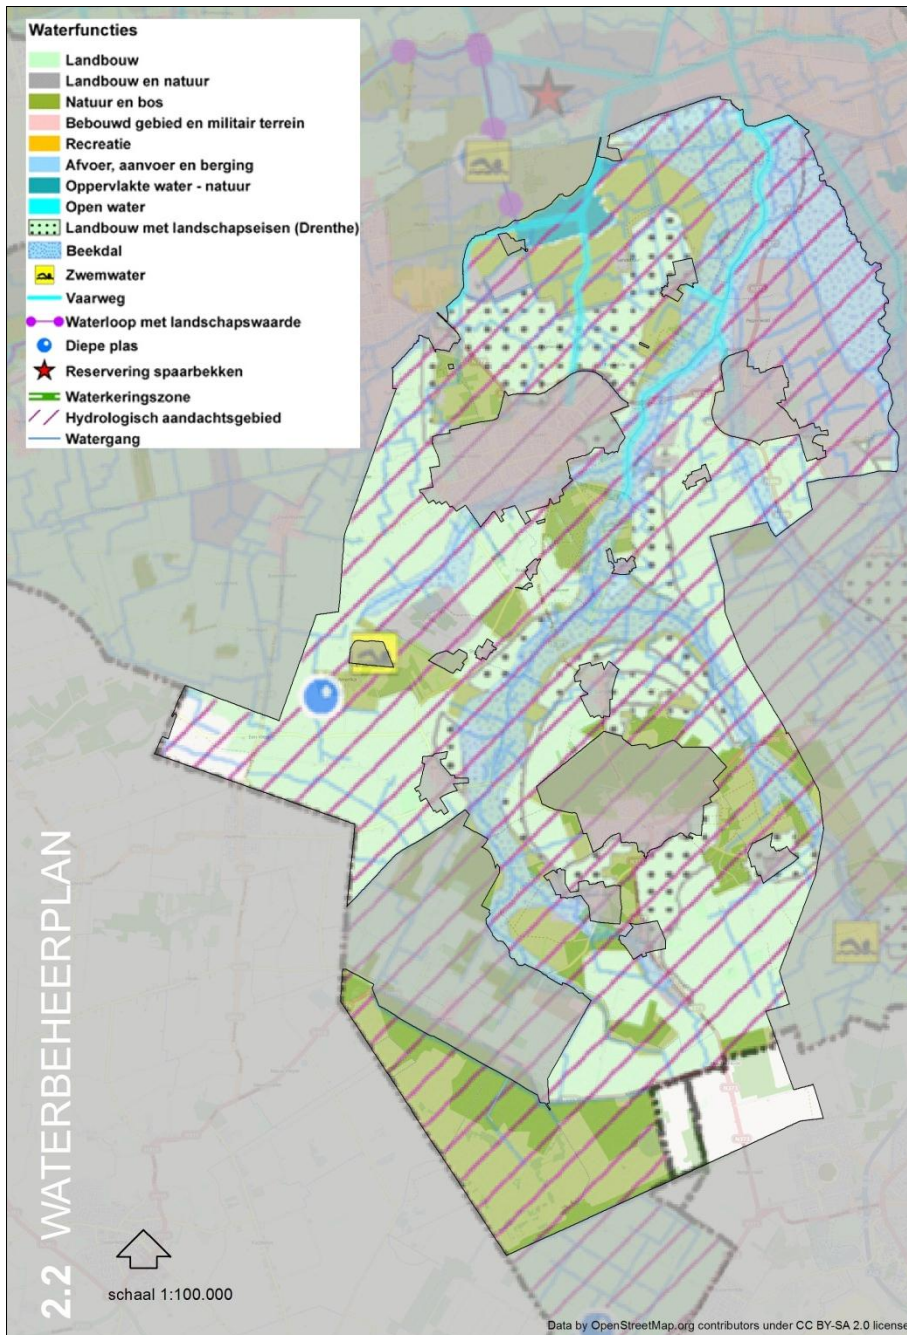 Waterfuncties
Landbouw
Landbouw en natuur
Natuur en bos
Bebouwd gebied en militair terrein
Recreatie
Afvoer, aanvoer en berging
Oppervlakte water - natuur
Open water
Landbouw met landschapseisen (Drenthe)
Beekdal
Zwemwater
Vaarweg
Waterloop met landschapswaarde
Diepe plas
Reservering spaarbekken
Waterkeringszone
Hydrologisch aandachtsgebied
Watergang
2.2 WATERBEHEERPLAN
schaal 1:100.000
Data by OpenStreetMap.org contributors under CC BY-SA 2.0 license